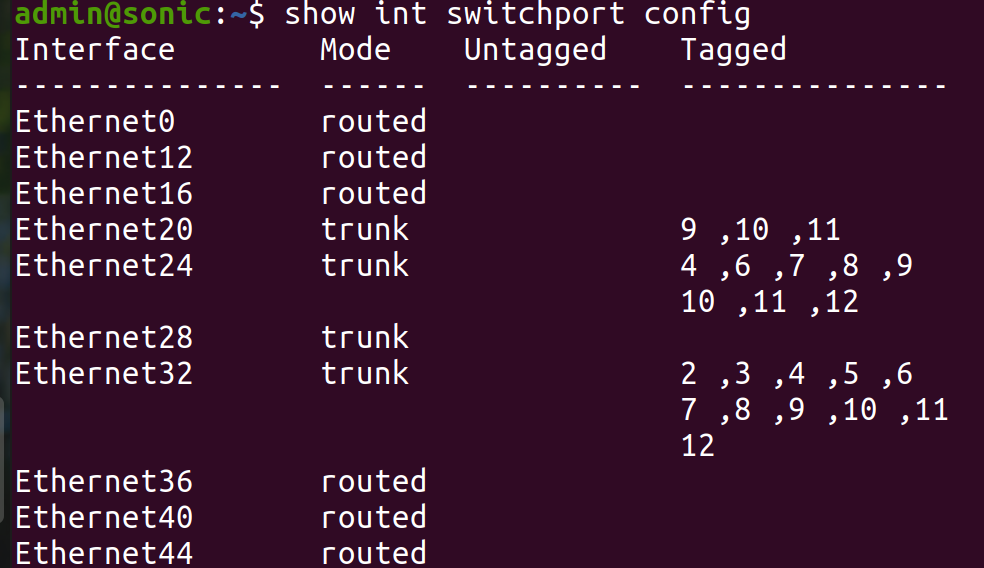 admin@sonic:~$ show int switchport config
Interface        Mode    Untagged    Tagged
---------------  ------  ----------  ---------------
Ethernet0        routed
Ethernet12       routed
Ethernet16       routed
Ethernet20       trunk               9 ,10 ,11
Ethernet24       trunk               4 ,6 ,7 ,8 ,9
                                     10 ,11 ,12
Ethernet28       trunk
Ethernet32       trunk               2 ,3 ,4 ,5 ,6
                                     7 ,8 ,9 ,10 ,11
                                     12
Ethernet36       routed
Ethernet40       routed
Ethernet44       routed